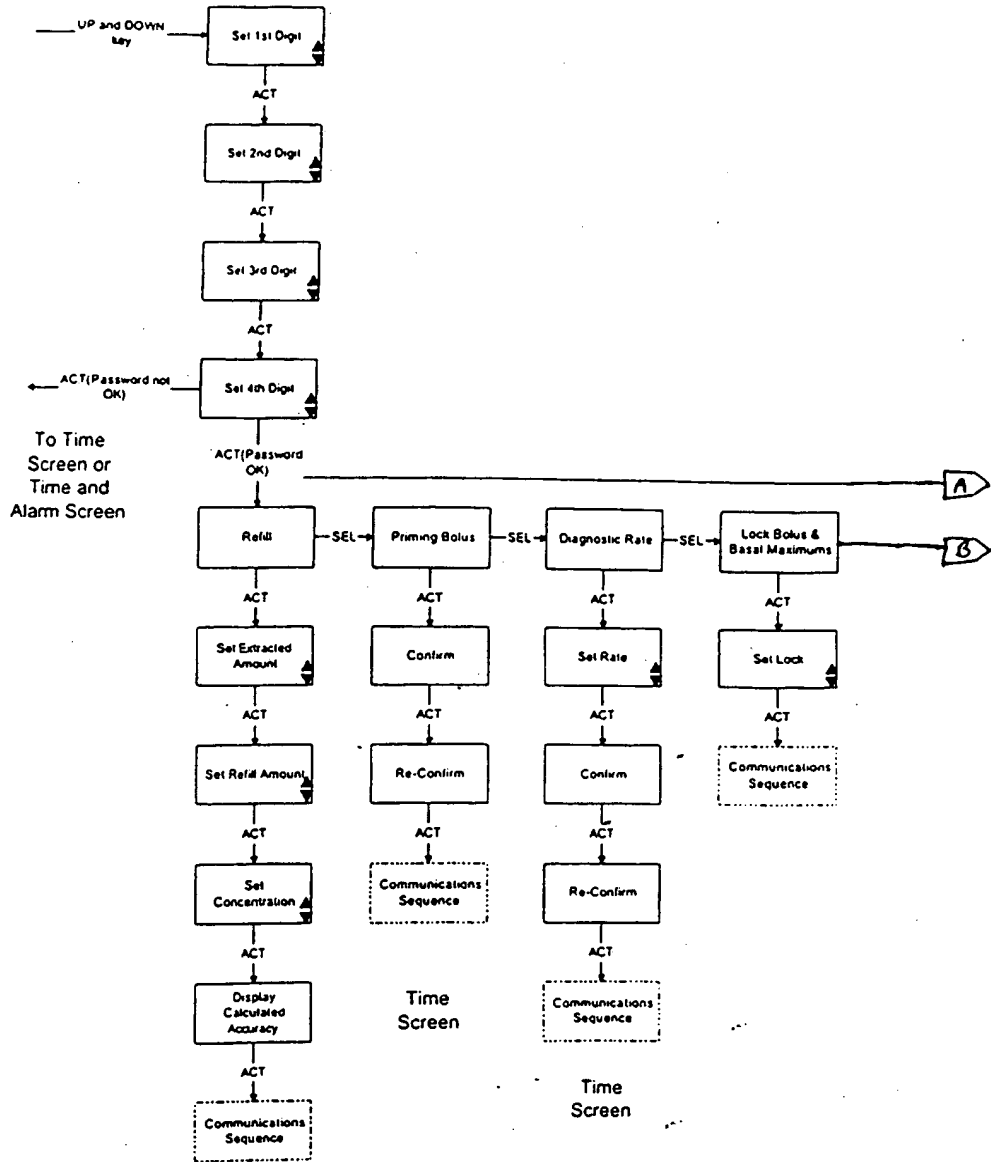 UP and DOWN
key
Set 1st Digit
ACT
Set 2nd Digit
ACT
Set 3rd Digit
ACT
ACT(Password not
OK)
Set 4th Digit
To Time
Screen or
Time and
Alarm Screen
ACT(Password
OK)
A
Refill
SEL
Priming Bolus
SEL
Diagnostic Rate
SEL
Lock Bolus &
Basal Maximums
B
ACT
ACT
ACT
ACT
Set Extracted
Amount
Confirm
Set Rate
Set Lock
ACT
ACT
ACT
ACT
Set Refill Amount
Re-Confirm
Confirm
Communications
Sequence
ACT
ACT
ACT
Set
Concentration
Communications
Sequence
Re-Confirm
ACT
ACT
Display
Calculated
Accuracy
Time
Screen
Communications
Sequence
ACT
Time
Screen
Communications
Sequence